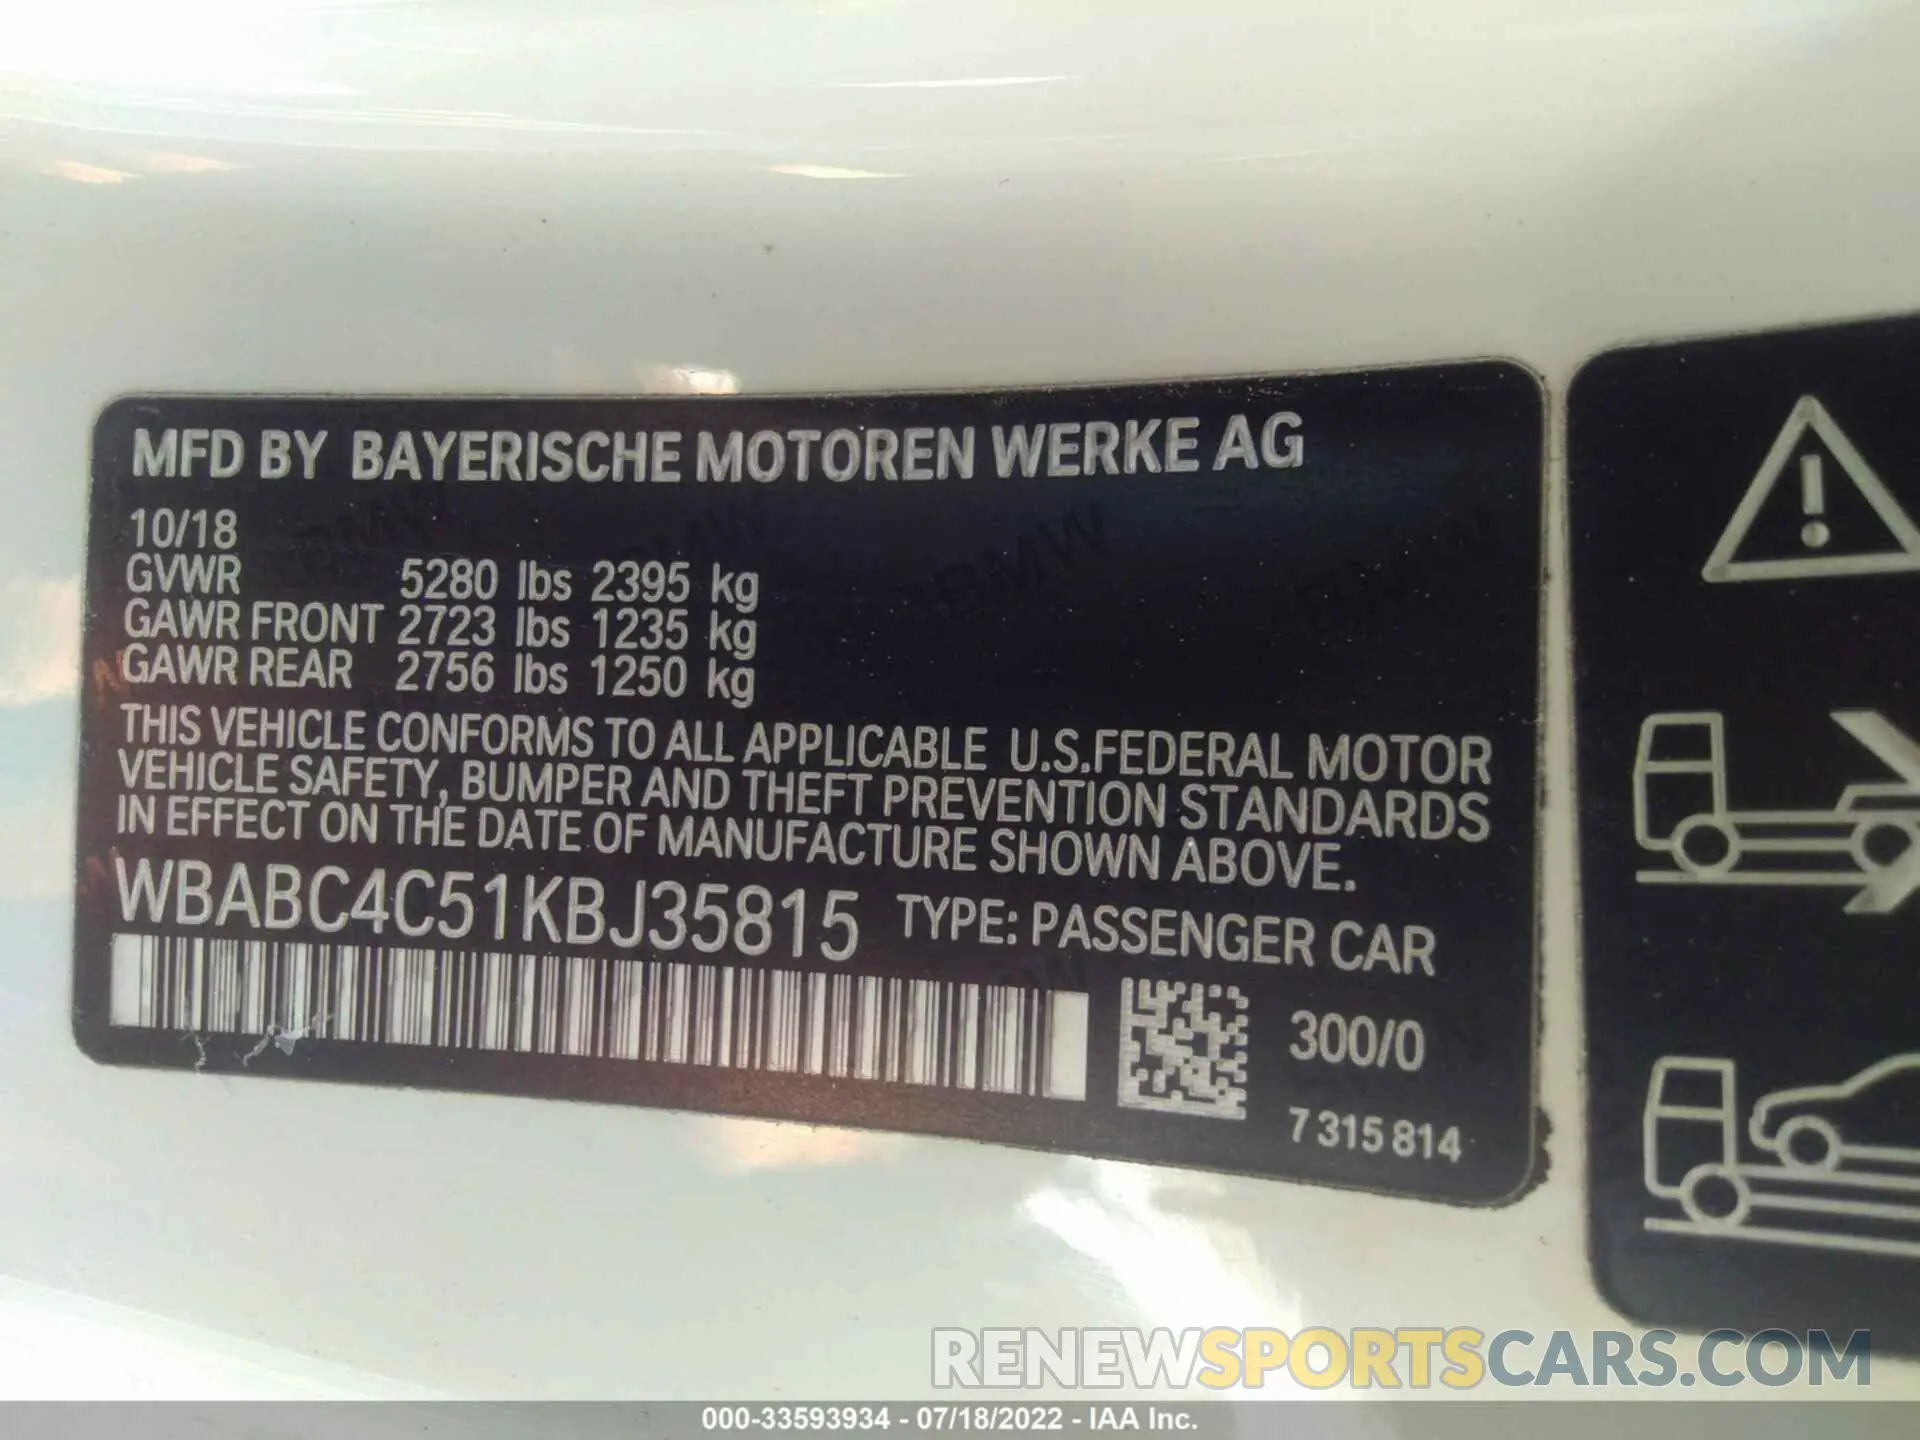 MFD BY BAYERISCHE MOTOREN WERKE AG
10/18
GVWR 5280 lbs 2395 kg
GAWR FRONT 2723 lbs 1235 kg
GAWR REAR 2756 lbs 1250 kg
THIS VEHICLE CONFORMS TO ALL APPLICABLE U.S.FEDERAL MOTOR
VEHICLE SAFETY, BUMPER AND THEFT PREVENTION STANDARDS
IN EFFECT ON THE DATE OF MANUFACTURE SHOWN ABOVE.
WBABC4C51KBJ35815 TYPE: PASSENGER CAR
300/0
7 315 814
RENEWSPORTSCARS.COM
000-33593934 - 07/18/2022 - IAA Inc.